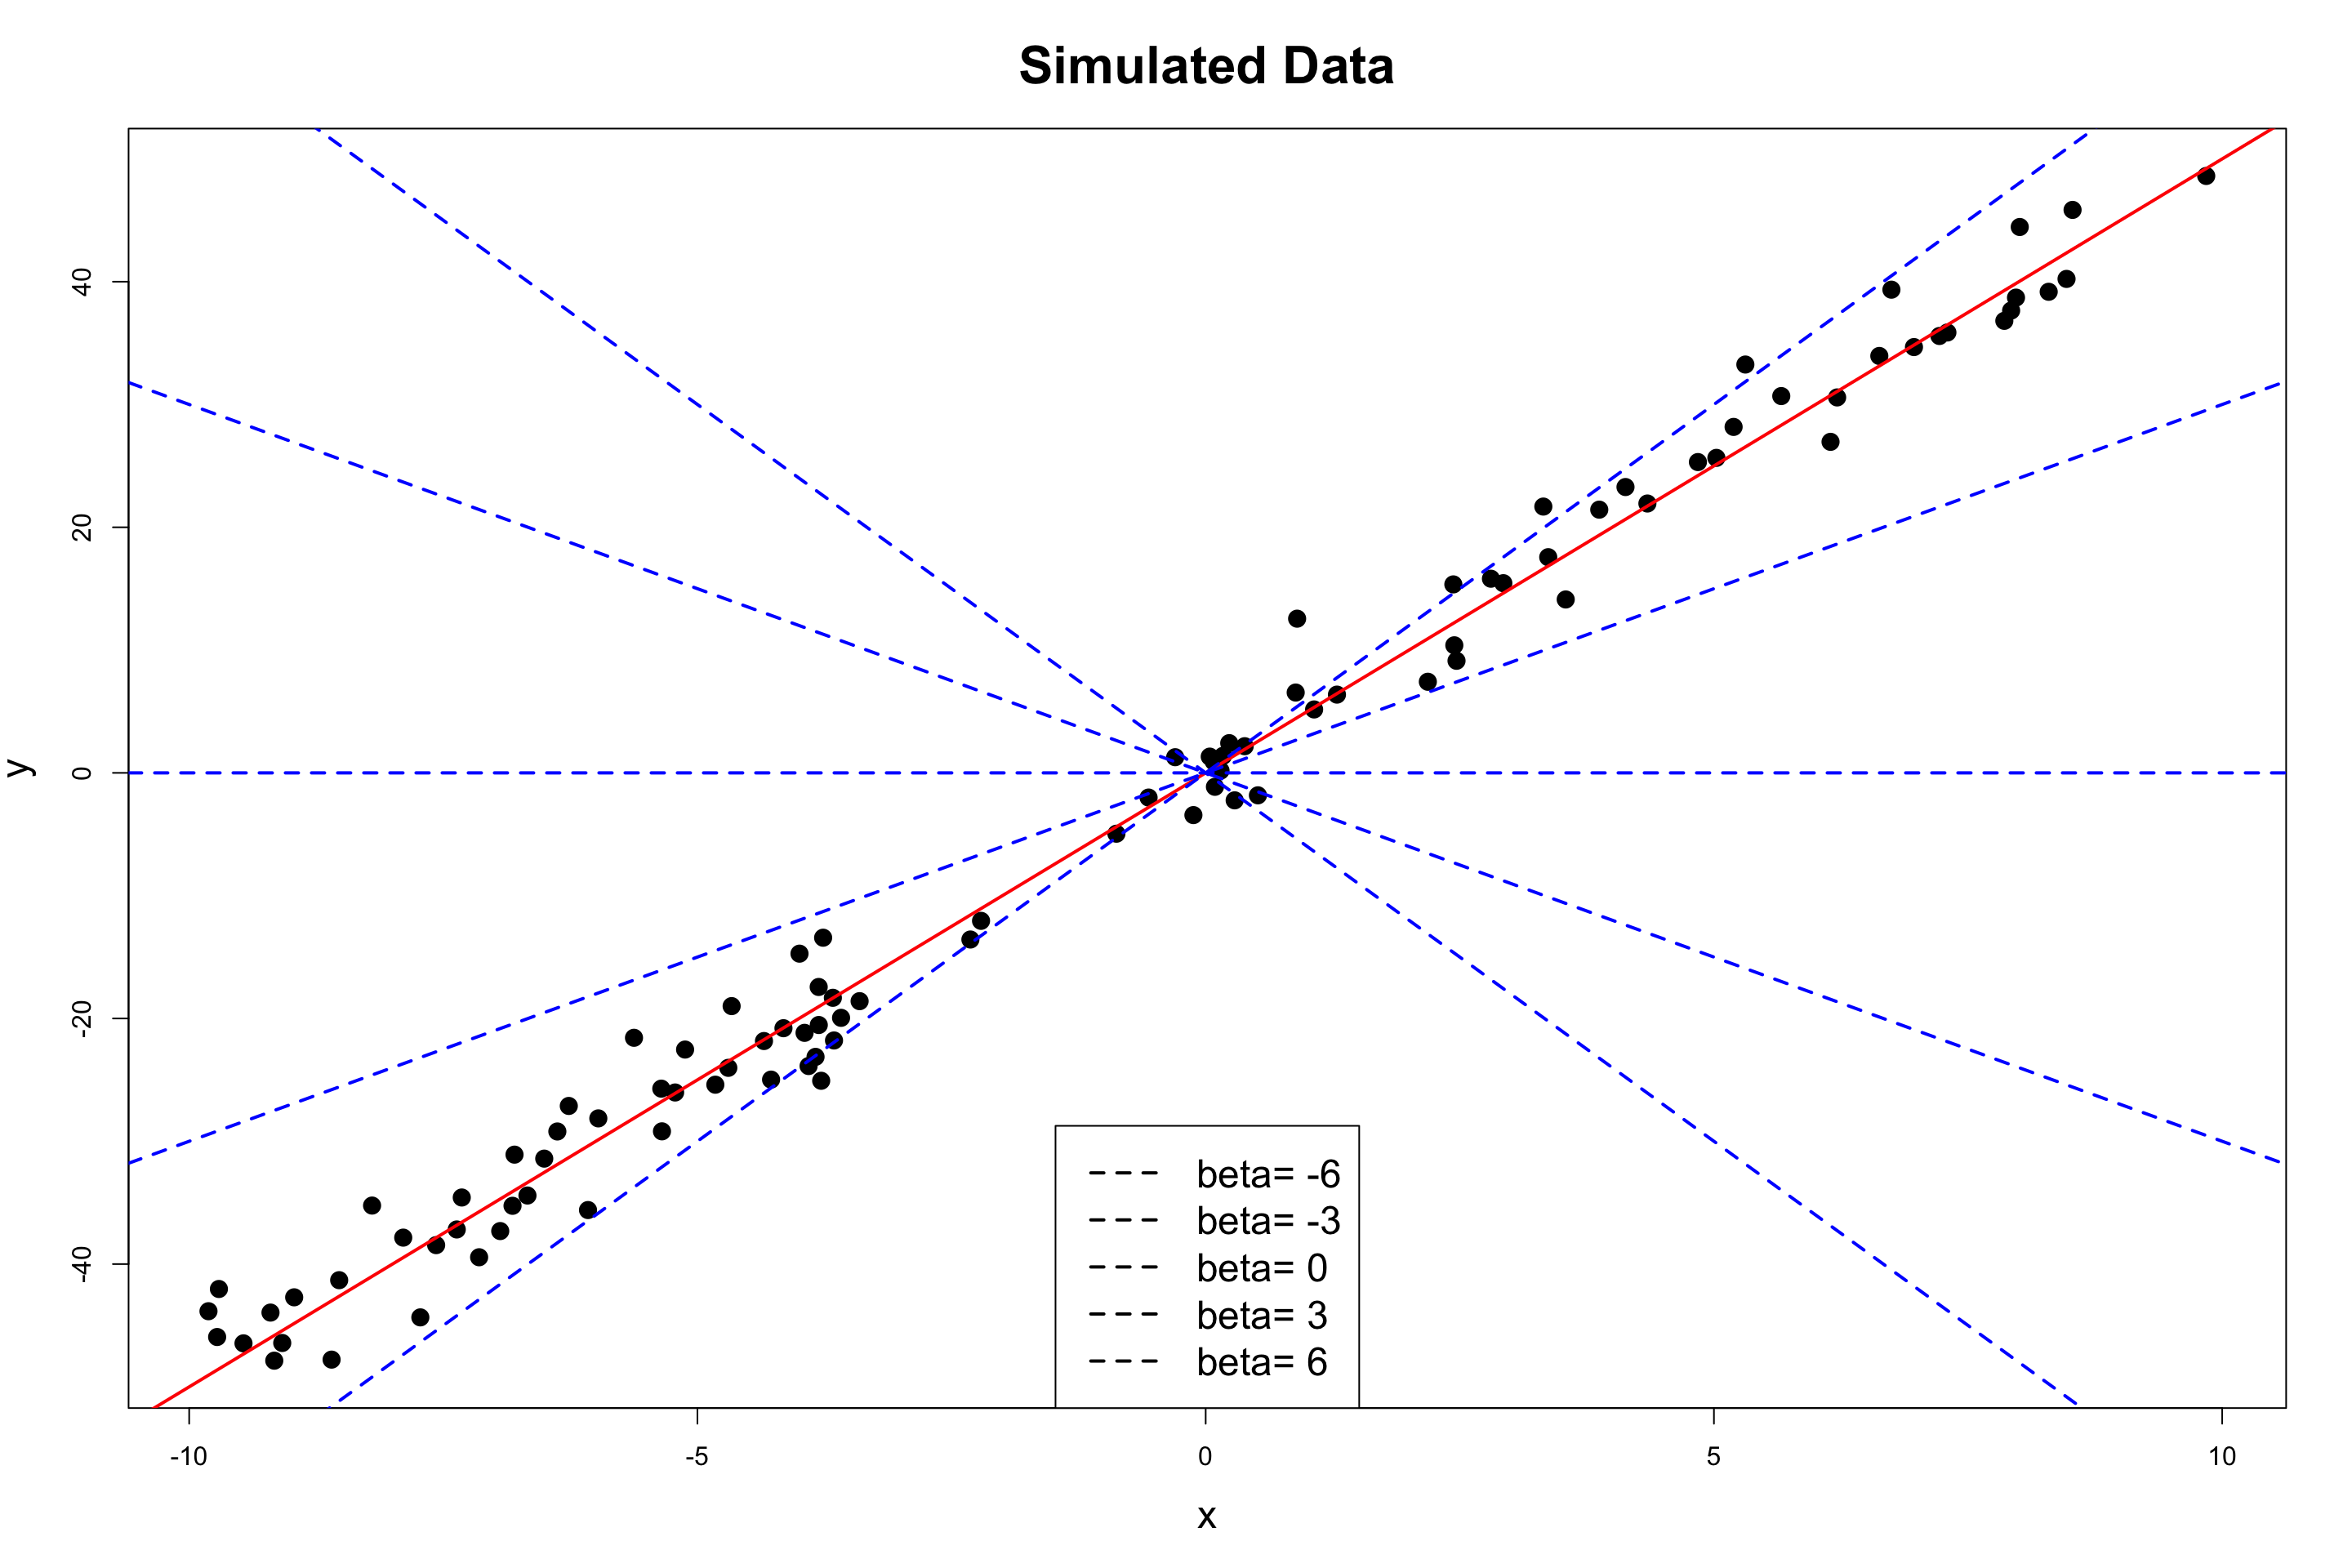 Simulated Data
y
40
20
0
-20
-40
beta= -6
beta= -3
beta= 0
beta= 3
beta= 6
-10 -5 0 5 10
x